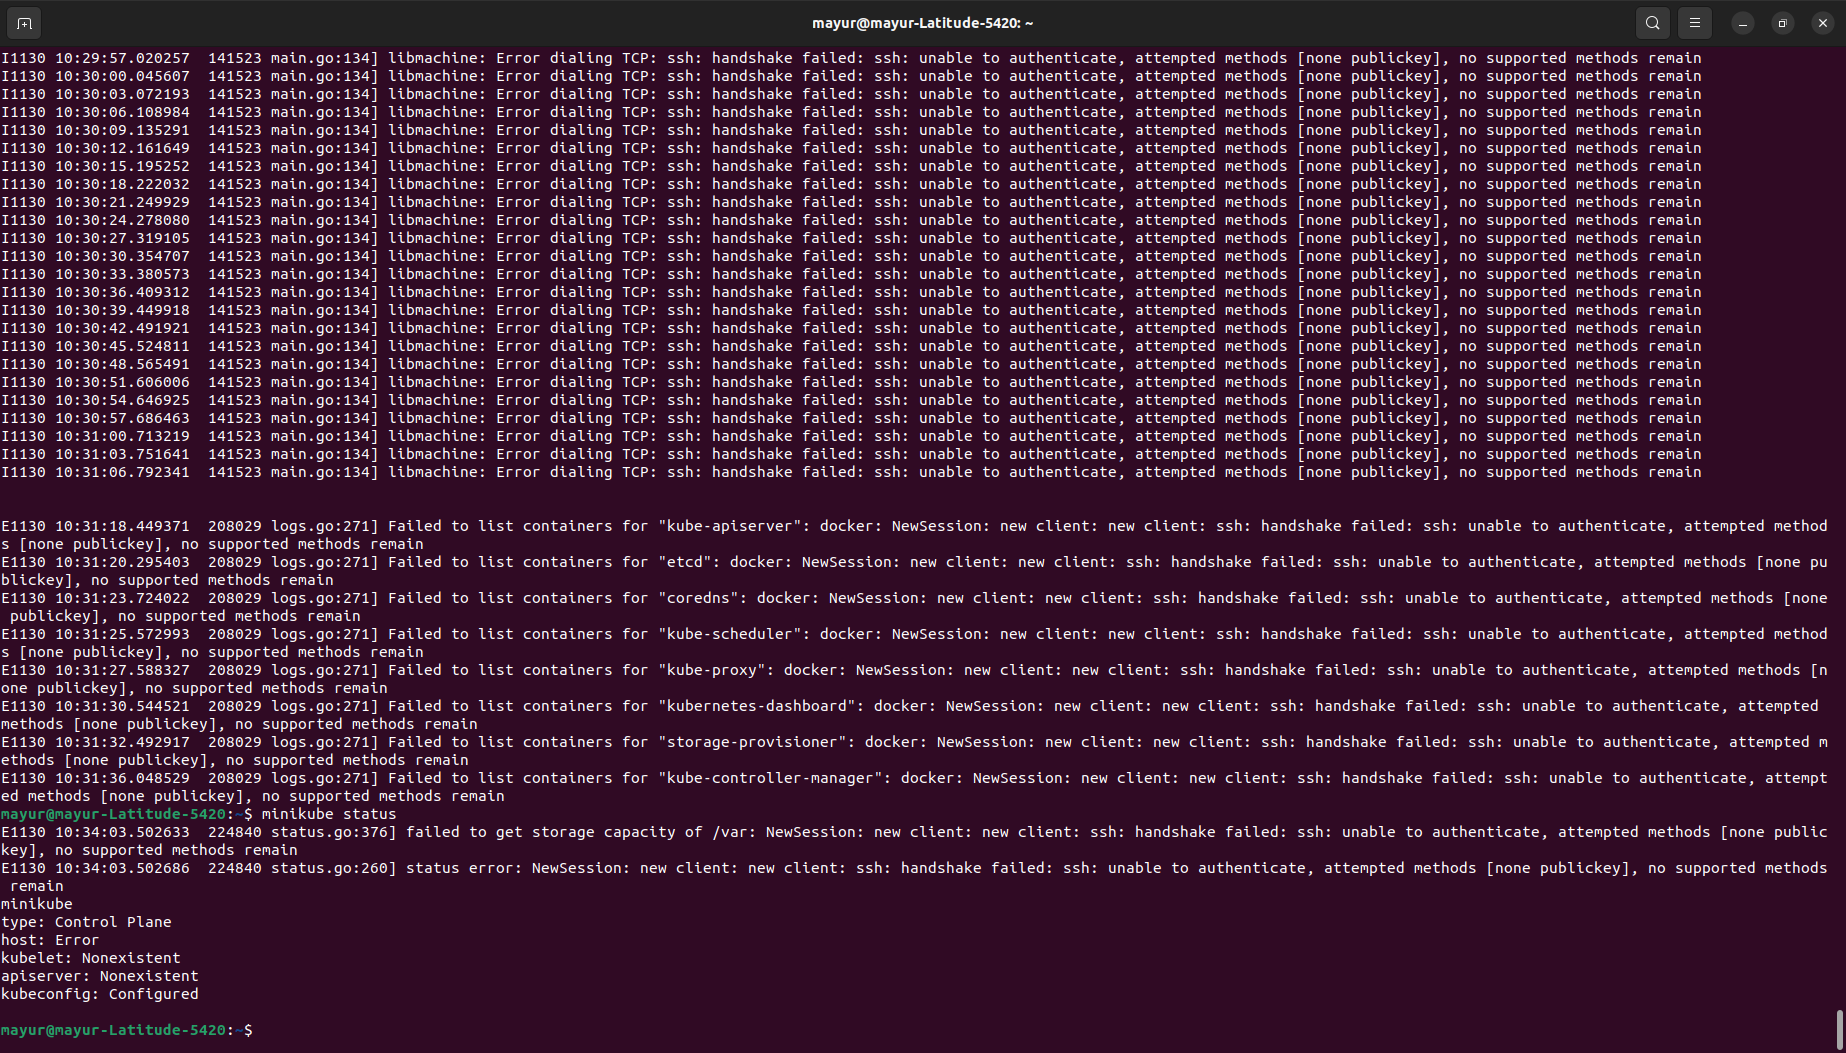 mayur@mayur-Latitude-5420: ~
I1130 10:29:57.020257  141523 main.go:134] libmachine: Error dialing TCP: ssh: handshake failed: ssh: unable to authenticate, attempted methods [none publickey], no supported methods remain
I1130 10:30:00.045607  141523 main.go:134] libmachine: Error dialing TCP: ssh: handshake failed: ssh: unable to authenticate, attempted methods [none publickey], no supported methods remain
I1130 10:30:03.072193  141523 main.go:134] libmachine: Error dialing TCP: ssh: handshake failed: ssh: unable to authenticate, attempted methods [none publickey], no supported methods remain
I1130 10:30:06.108984  141523 main.go:134] libmachine: Error dialing TCP: ssh: handshake failed: ssh: unable to authenticate, attempted methods [none publickey], no supported methods remain
I1130 10:30:09.135291  141523 main.go:134] libmachine: Error dialing TCP: ssh: handshake failed: ssh: unable to authenticate, attempted methods [none publickey], no supported methods remain
I1130 10:30:12.161649  141523 main.go:134] libmachine: Error dialing TCP: ssh: handshake failed: ssh: unable to authenticate, attempted methods [none publickey], no supported methods remain
I1130 10:30:15.195252  141523 main.go:134] libmachine: Error dialing TCP: ssh: handshake failed: ssh: unable to authenticate, attempted methods [none publickey], no supported methods remain
I1130 10:30:18.222032  141523 main.go:134] libmachine: Error dialing TCP: ssh: handshake failed: ssh: unable to authenticate, attempted methods [none publickey], no supported methods remain
I1130 10:30:21.249929  141523 main.go:134] libmachine: Error dialing TCP: ssh: handshake failed: ssh: unable to authenticate, attempted methods [none publickey], no supported methods remain
I1130 10:30:24.278080  141523 main.go:134] libmachine: Error dialing TCP: ssh: handshake failed: ssh: unable to authenticate, attempted methods [none publickey], no supported methods remain
I1130 10:30:27.319105  141523 main.go:134] libmachine: Error dialing TCP: ssh: handshake failed: ssh: unable to authenticate, attempted methods [none publickey], no supported methods remain
I1130 10:30:30.354707  141523 main.go:134] libmachine: Error dialing TCP: ssh: handshake failed: ssh: unable to authenticate, attempted methods [none publickey], no supported methods remain
I1130 10:30:33.380573  141523 main.go:134] libmachine: Error dialing TCP: ssh: handshake failed: ssh: unable to authenticate, attempted methods [none publickey], no supported methods remain
I1130 10:30:36.409312  141523 main.go:134] libmachine: Error dialing TCP: ssh: handshake failed: ssh: unable to authenticate, attempted methods [none publickey], no supported methods remain
I1130 10:30:39.449918  141523 main.go:134] libmachine: Error dialing TCP: ssh: handshake failed: ssh: unable to authenticate, attempted methods [none publickey], no supported methods remain
I1130 10:30:42.491921  141523 main.go:134] libmachine: Error dialing TCP: ssh: handshake failed: ssh: unable to authenticate, attempted methods [none publickey], no supported methods remain
I1130 10:30:45.524811  141523 main.go:134] libmachine: Error dialing TCP: ssh: handshake failed: ssh: unable to authenticate, attempted methods [none publickey], no supported methods remain
I1130 10:30:48.565491  141523 main.go:134] libmachine: Error dialing TCP: ssh: handshake failed: ssh: unable to authenticate, attempted methods [none publickey], no supported methods remain
I1130 10:30:51.606006  141523 main.go:134] libmachine: Error dialing TCP: ssh: handshake failed: ssh: unable to authenticate, attempted methods [none publickey], no supported methods remain
I1130 10:30:54.646925  141523 main.go:134] libmachine: Error dialing TCP: ssh: handshake failed: ssh: unable to authenticate, attempted methods [none publickey], no supported methods remain
I1130 10:30:57.686463  141523 main.go:134] libmachine: Error dialing TCP: ssh: handshake failed: ssh: unable to authenticate, attempted methods [none publickey], no supported methods remain
I1130 10:31:00.713219  141523 main.go:134] libmachine: Error dialing TCP: ssh: handshake failed: ssh: unable to authenticate, attempted methods [none publickey], no supported methods remain
I1130 10:31:03.751641  141523 main.go:134] libmachine: Error dialing TCP: ssh: handshake failed: ssh: unable to authenticate, attempted methods [none publickey], no supported methods remain
I1130 10:31:06.792341  141523 main.go:134] libmachine: Error dialing TCP: ssh: handshake failed: ssh: unable to authenticate, attempted methods [none publickey], no supported methods remain
E1130 10:31:18.449371  208029 logs.go:271] Failed to list containers for "kube-apiserver": docker: NewSession: new client: new client: ssh: handshake failed: ssh: unable to authenticate, attempted method
s [none publickey], no supported methods remain
E1130 10:31:20.295403  208029 logs.go:271] Failed to list containers for "etcd": docker: NewSession: new client: new client: ssh: handshake failed: ssh: unable to authenticate, attempted methods [none pu
blickey], no supported methods remain
E1130 10:31:23.724022  208029 logs.go:271] Failed to list containers for "coredns": docker: NewSession: new client: new client: ssh: handshake failed: ssh: unable to authenticate, attempted methods [none
 publickey], no supported methods remain
E1130 10:31:25.572993  208029 logs.go:271] Failed to list containers for "kube-scheduler": docker: NewSession: new client: new client: ssh: handshake failed: ssh: unable to authenticate, attempted method
s [none publickey], no supported methods remain
E1130 10:31:27.588327  208029 logs.go:271] Failed to list containers for "kube-proxy": docker: NewSession: new client: new client: ssh: handshake failed: ssh: unable to authenticate, attempted methods [n
one publickey], no supported methods remain
E1130 10:31:30.544521  208029 logs.go:271] Failed to list containers for "kubernetes-dashboard": docker: NewSession: new client: new client: ssh: handshake failed: ssh: unable to authenticate, attempted
methods [none publickey], no supported methods remain
E1130 10:31:32.492917  208029 logs.go:271] Failed to list containers for "storage-provisioner": docker: NewSession: new client: new client: ssh: handshake failed: ssh: unable to authenticate, attempted m
ethods [none publickey], no supported methods remain
E1130 10:31:36.048529  208029 logs.go:271] Failed to list containers for "kube-controller-manager": docker: NewSession: new client: new client: ssh: handshake failed: ssh: unable to authenticate, attempt
ed methods [none publickey], no supported methods remain
mayur@mayur-Latitude-5420:~$ minikube status
E1130 10:34:03.502633  224840 status.go:376] failed to get storage capacity of /var: NewSession: new client: new client: ssh: handshake failed: ssh: unable to authenticate, attempted methods [none public
key], no supported methods remain
E1130 10:34:03.502686  224840 status.go:260] status error: NewSession: new client: new client: ssh: handshake failed: ssh: unable to authenticate, attempted methods [none publickey], no supported methods
 remain
minikube
type: Control Plane
host: Error
kubelet: Nonexistent
apiserver: Nonexistent
kubeconfig: Configured
mayur@mayur-Latitude-5420:~$